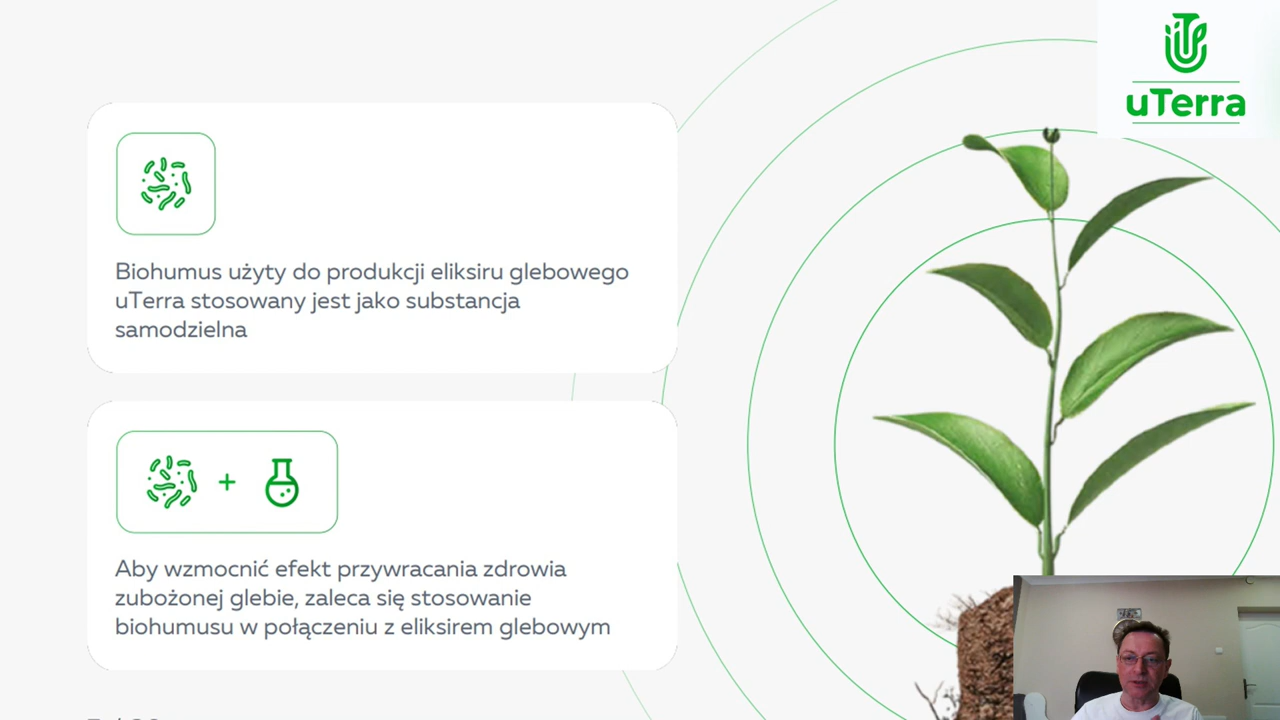 uTerra
Biohumus użyty do produkcji eliksiru glebowego
uTerra stosowany jest jako substancja
samodzielna
+
Aby wzmocnić efekt przywracania zdrowia
zubożonej glebie, zaleca się stosowanie
biohumusu w połączeniu z eliksirem glebowym